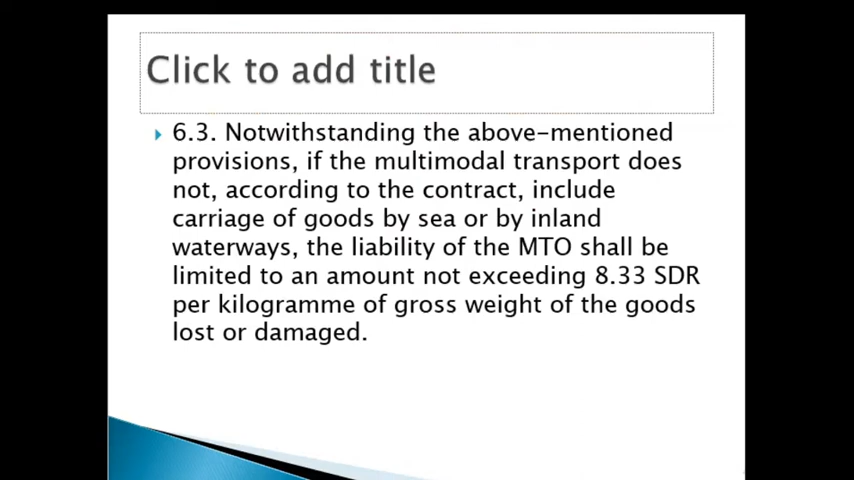 Click to add title
6.3. Notwithstanding the above-mentioned
provisions, if the multimodal transport does
not, according to the contract, include
carriage of goods by sea or by inland
waterways, the liability of the MTO shall be
limited to an amount not exceeding 8.33 SDR
per kilogramme of gross weight of the goods
lost or damaged.